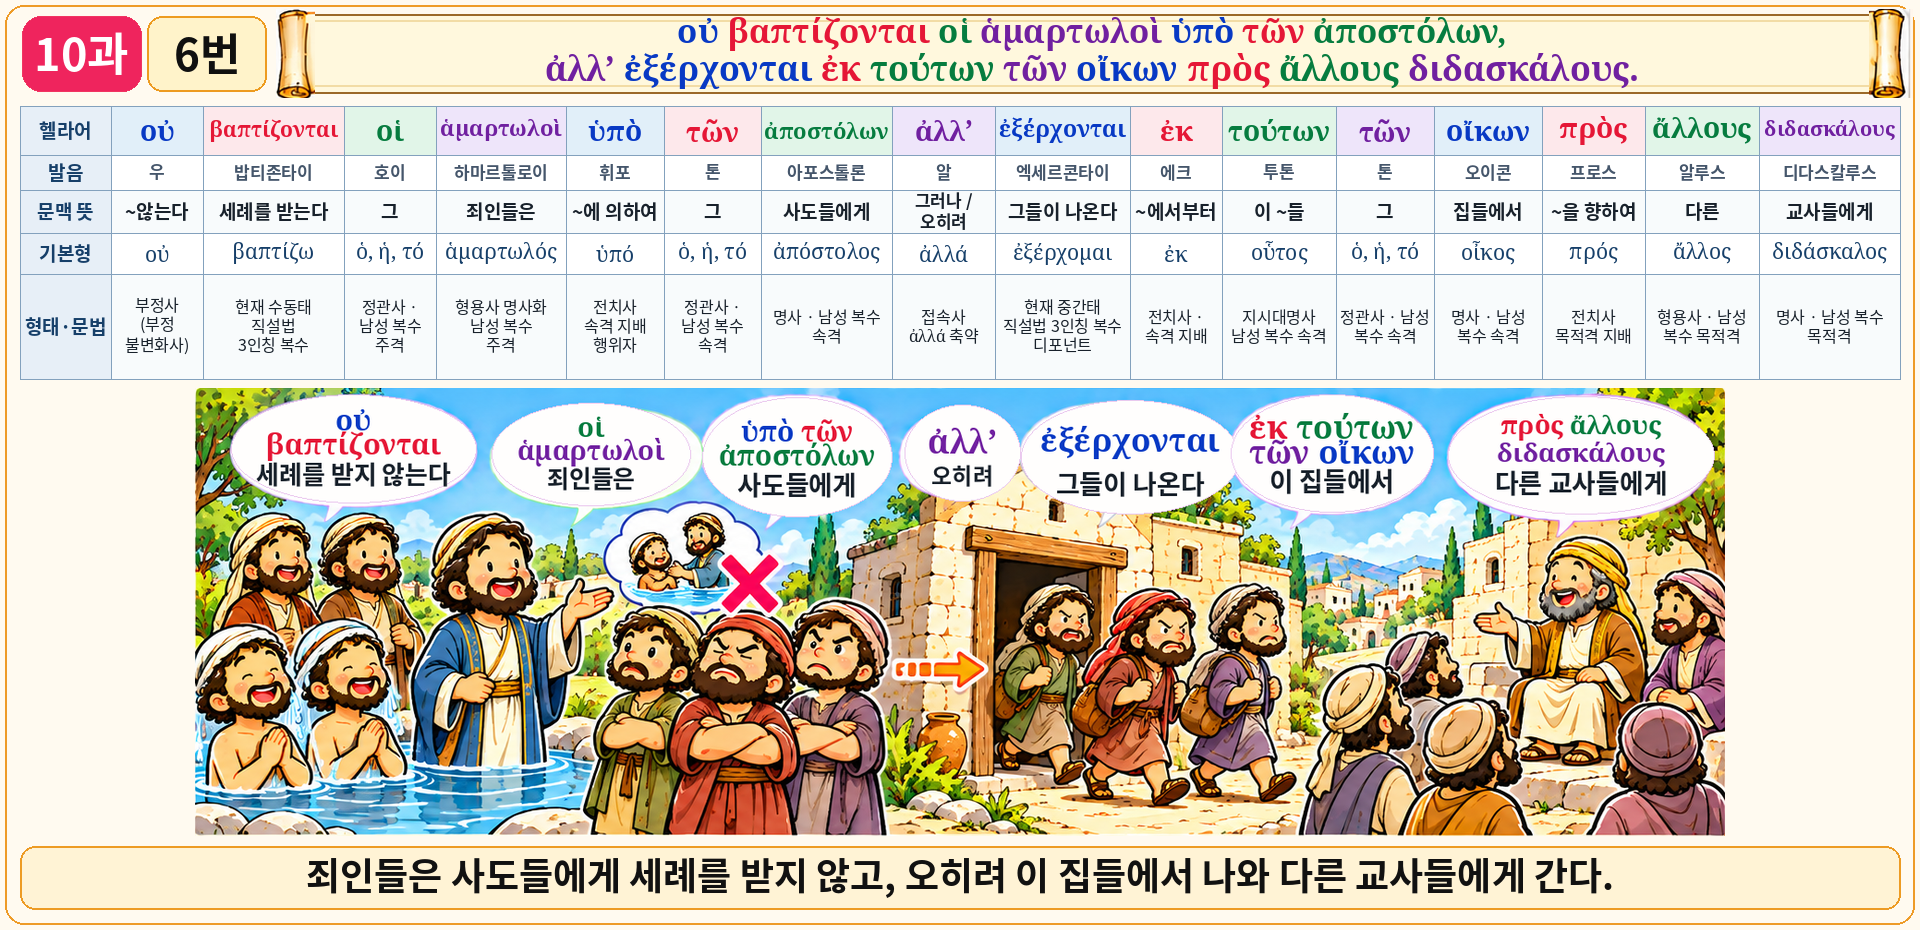 10과 6번
οὐ βαπτίζονται οἱ ἁμαρτωλοὶ ὑπὸ τῶν ἀποστόλων,
ἀλλ’ ἐξέρχονται ἐκ τούτων τῶν οἴκων πρὸς ἄλλους διδασκάλους.
헬라어 οὐ βαπτίζονται οἱ ἁμαρτωλοὶ ὑπὸ τῶν ἀποστόλων ἀλλ’ ἐξέρχονται ἐκ τούτων τῶν οἴκων πρὸς ἄλλους διδασκάλους
발음 우 밥티존타이 호이 하마르톨로이 휘포 톤 아포스톨론 알 엑세르콘타이 에크 투톤 톤 오이콘 프로스 알루스 디다스칼루스
문맥 뜻 ~않는다 세례를 받는다 그 죄인들은 ~에 의하여 그 사도들에게 그러나 / 오히려 그들이 나온다 ~에서부터 이 ~들 그 집들에서 ~을 향하여 다른 교사들에게
기본형 οὐ βαπτίζω ὁ, ἡ, τό ἁμαρτωλός ὑπό ὁ, ἡ, τό ἀπόστολος ἀλλά ἐξέρχομαι ἐκ οὗτος ὁ, ἡ, τό οἶκος πρός ἄλλος διδάσκαλος
형태·문법 부정사 (부정 불변화사) 현재 수동태 직설법 3인칭 복수 정관사 · 남성 복수 주격 형용사 명사화 남성 복수 주격 전치사 속격 지배 행위자 정관사 · 남성 복수 속격 명사 · 남성 복수 속격 접속사 ἀλλά 축약 현재 중간태 직설법 3인칭 복수 디포넌트 전치사 · 속격 지배 지시대명사 남성 복수 속격 정관사 · 남성 복수 속격 명사 · 남성 복수 속격 전치사 목적격 지배 형용사 · 남성 복수 목적격 명사 · 남성 복수 목적격
οὐ
βαπτίζονται
세례를 받지 않는다
οἱ
ἁμαρτωλοὶ
죄인들은
ὑπὸ τῶν
ἀποστόλων
사도들에게
ἀλλ’
오히려
ἐξέρχονται
그들이 나온다
ἐκ τούτων
τῶν οἴκων
이 집들에서
πρὸς ἄλλους
διδασκάλους
다른 교사들에게
죄인들은 사도들에게 세례를 받지 않고, 오히려 이 집들에서 나와 다른 교사들에게 간다.